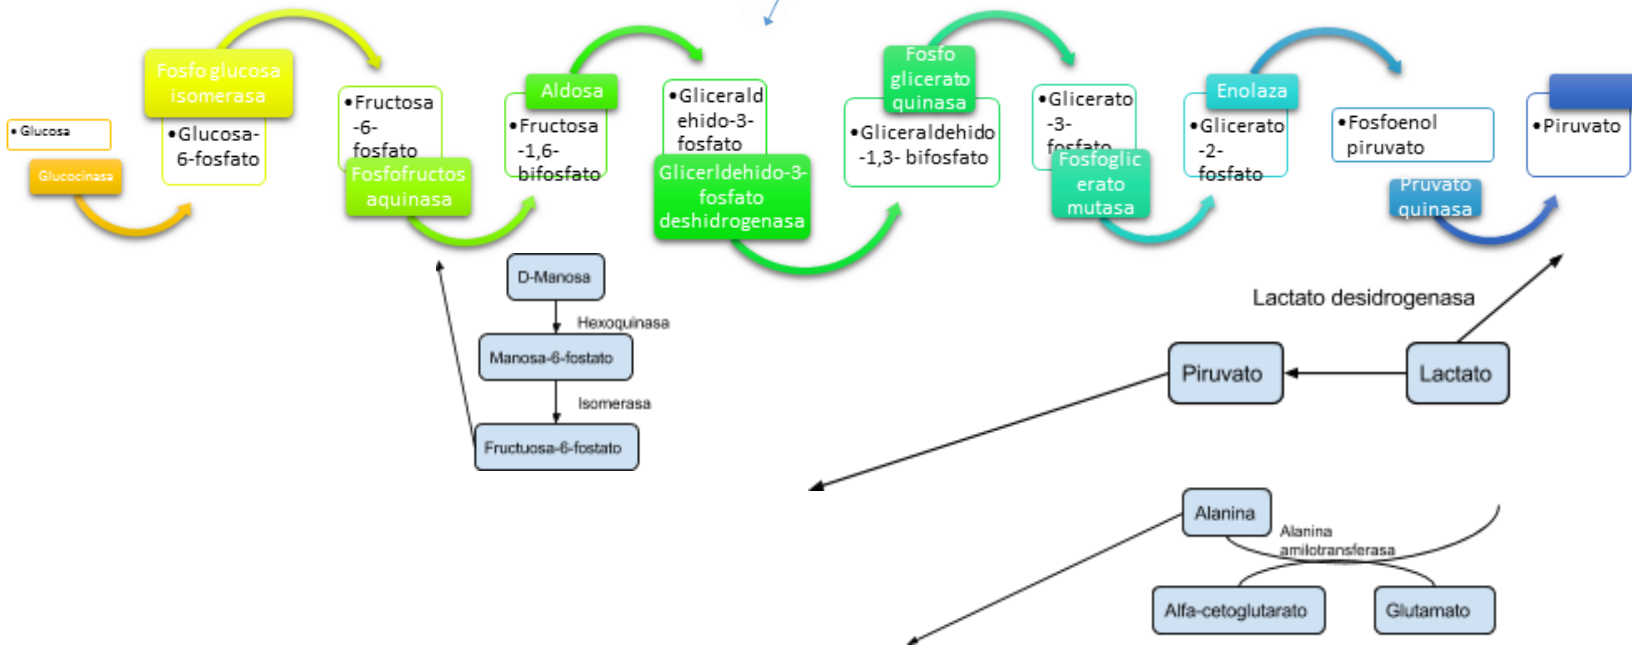 Fosfo glucosa
isomerasa
• Glucosa
Glucocinasa
•Glucosa-
6-fosfato
•Fructosa
-6-
fosfato
Fosfofructos
aquinasa
Aldosa
•Fructosa
-1,6-
bifosfato
•Glicerald
ehido-3-
fosfato
Glicerldehido-3-
fosfato
deshidrogenasa
Fosfo
glicerato
quinasa
•Gliceraldehido
-1,3- bifosfato
•Glicerato
-3-
fosfato
Fosfoglic
erato
mutasa
Enolaza
•Glicerato
-2-
fosfato
•Fosfoenol
piruvato
Pruvato
quinasa
•Piruvato
D-Manosa
Hexoquinasa
Manosa-6-fostato
Isomerasa
Fructuosa-6-fostato
Lactato desidrogenasa
Piruvato
Lactato
Alanina
Alanina
amilotransferasa
Alfa-cetoglutarato
Glutamato